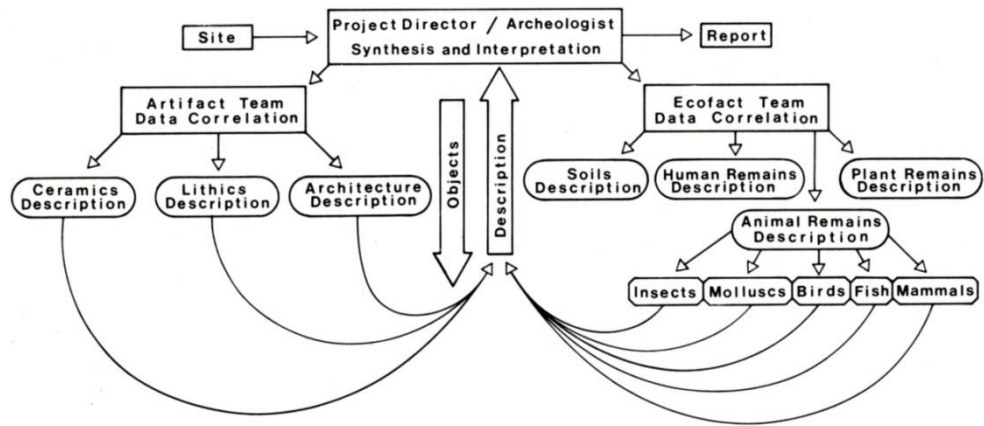 Site
Project Director / Archeologist
Synthesis and Interpretation
Report
Artifact Team
Data Correlation
Ecofact Team
Data Correlation
Objects
Description
Ceramics
Description
Lithics
Description
Architecture
Description
Soils
Description
Human Remains
Description
Plant Remains
Description
Animal Remains
Description
Insects
Molluscs
Birds
Fish
Mammals